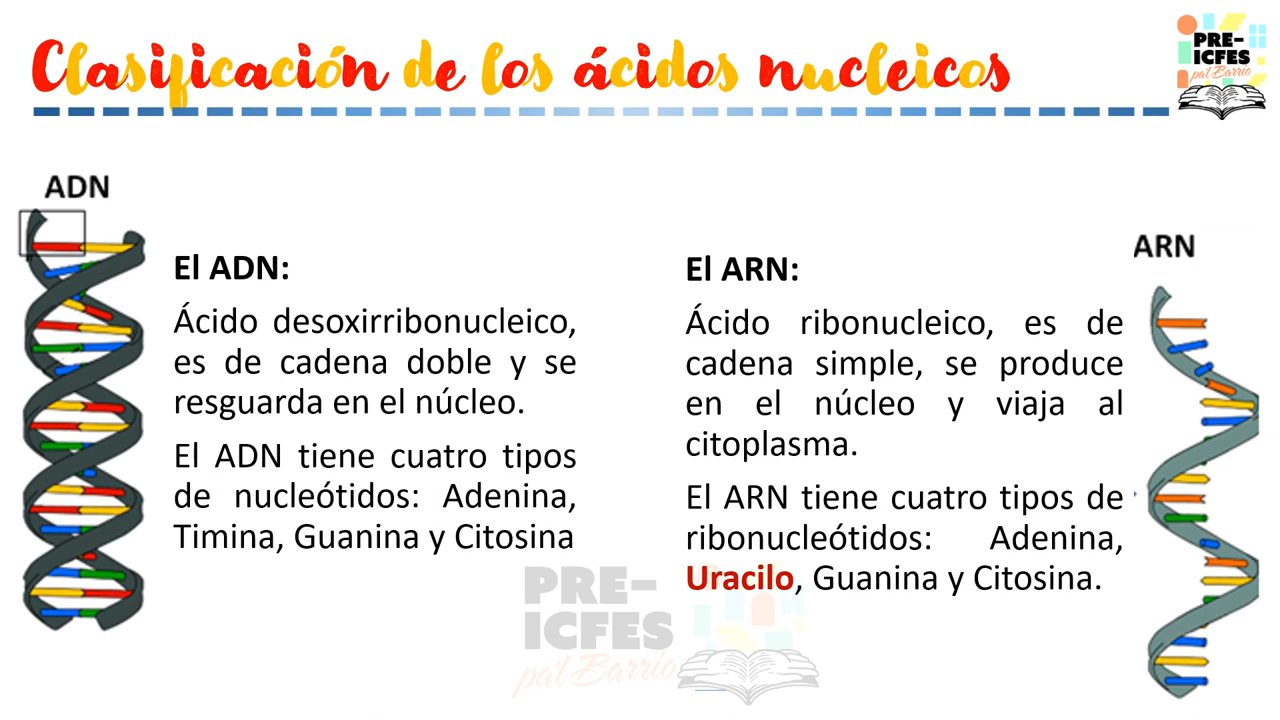 Clasificación de los ácidos nucleicos
PRE-
ICFES
pa'l Barrio
ADN
El ADN:
Ácido desoxirribonucleico,
es de cadena doble y se
resguarda en el núcleo.
El ADN tiene cuatro tipos
de nucleótidos: Adenina,
Timina, Guanina y Citosina
ARN
El ARN:
Ácido ribonucleico, es de
cadena simple, se produce
en el núcleo y viaja al
citoplasma.
El ARN tiene cuatro tipos de
ribonucleótidos: Adenina,
Uracilo, Guanina y Citosina.
PRE-
ICFES
pa'l Barrio